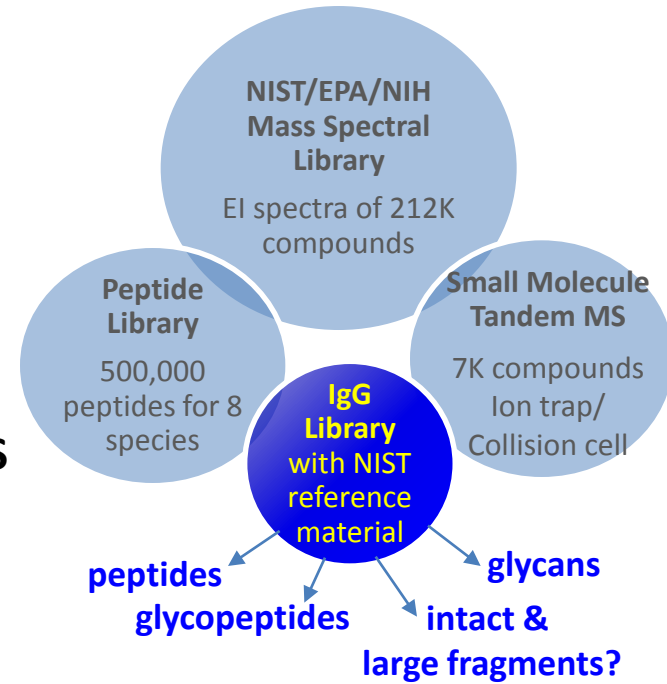 NIST/EPA/NIH
Mass Spectral
Library
EI spectra of 212K
compounds
Peptide
Library
500,000
peptides for 8
species
Small Molecule
Tandem MS
7K compounds
Ion trap/
Collision cell
s
IgG
Library
with NIST
reference
material
peptides
glycopeptides
glycans
intact &
large fragments?